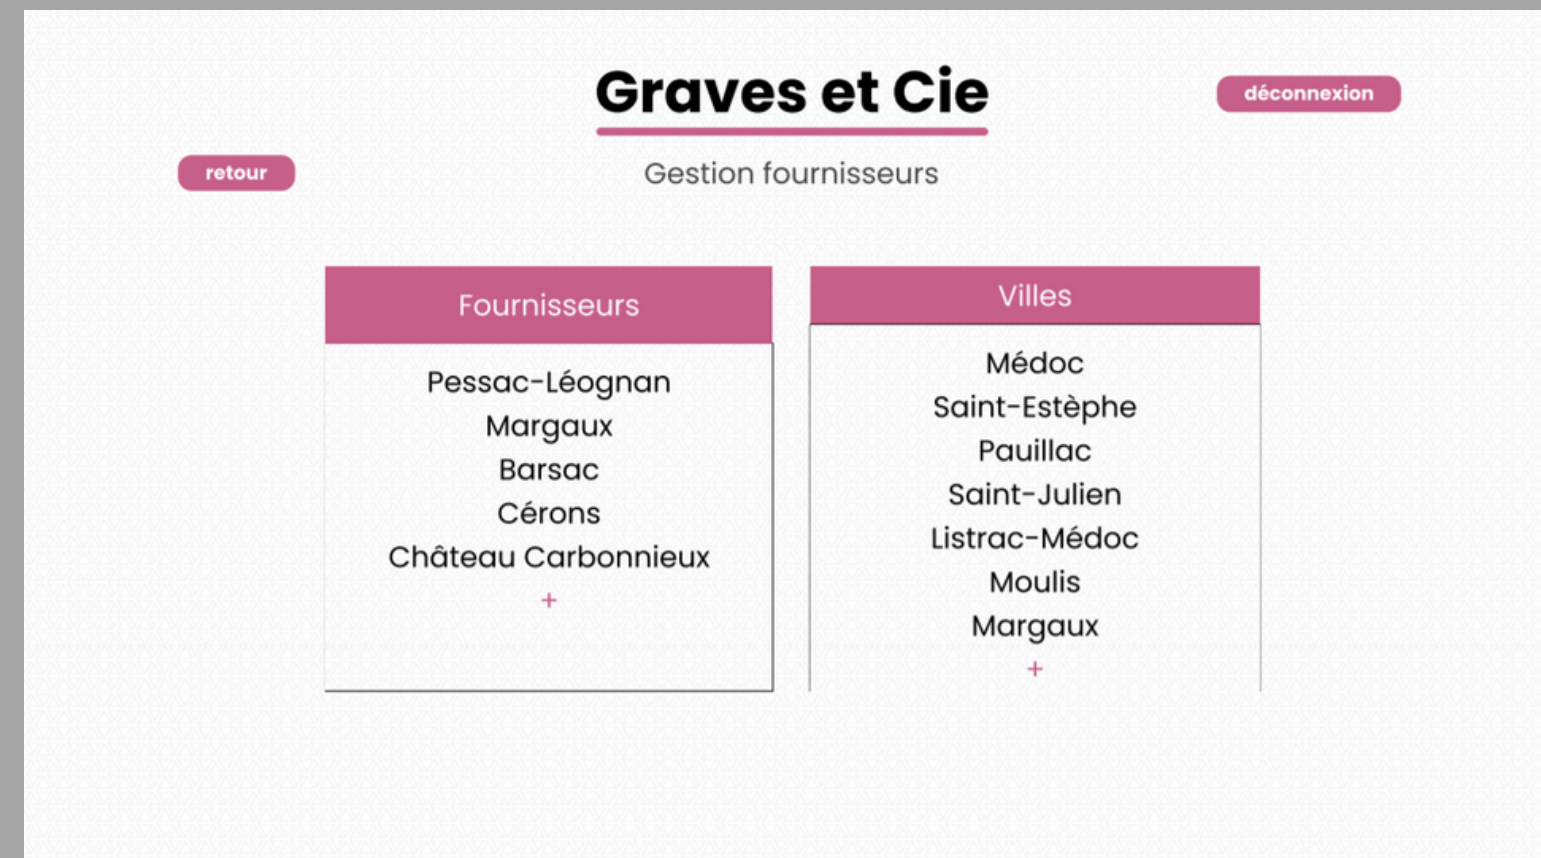 Graves et Cie
déconnexion
retour
Gestion fournisseurs
Fournisseurs
Pessac-Léognan
Margaux
Barsac
Cérons
Château Carbonnieux
+
Villes
Médoc
Saint-Estèphe
Pauillac
Saint-Julien
Listrac-Médoc
Moulis
Margaux
+